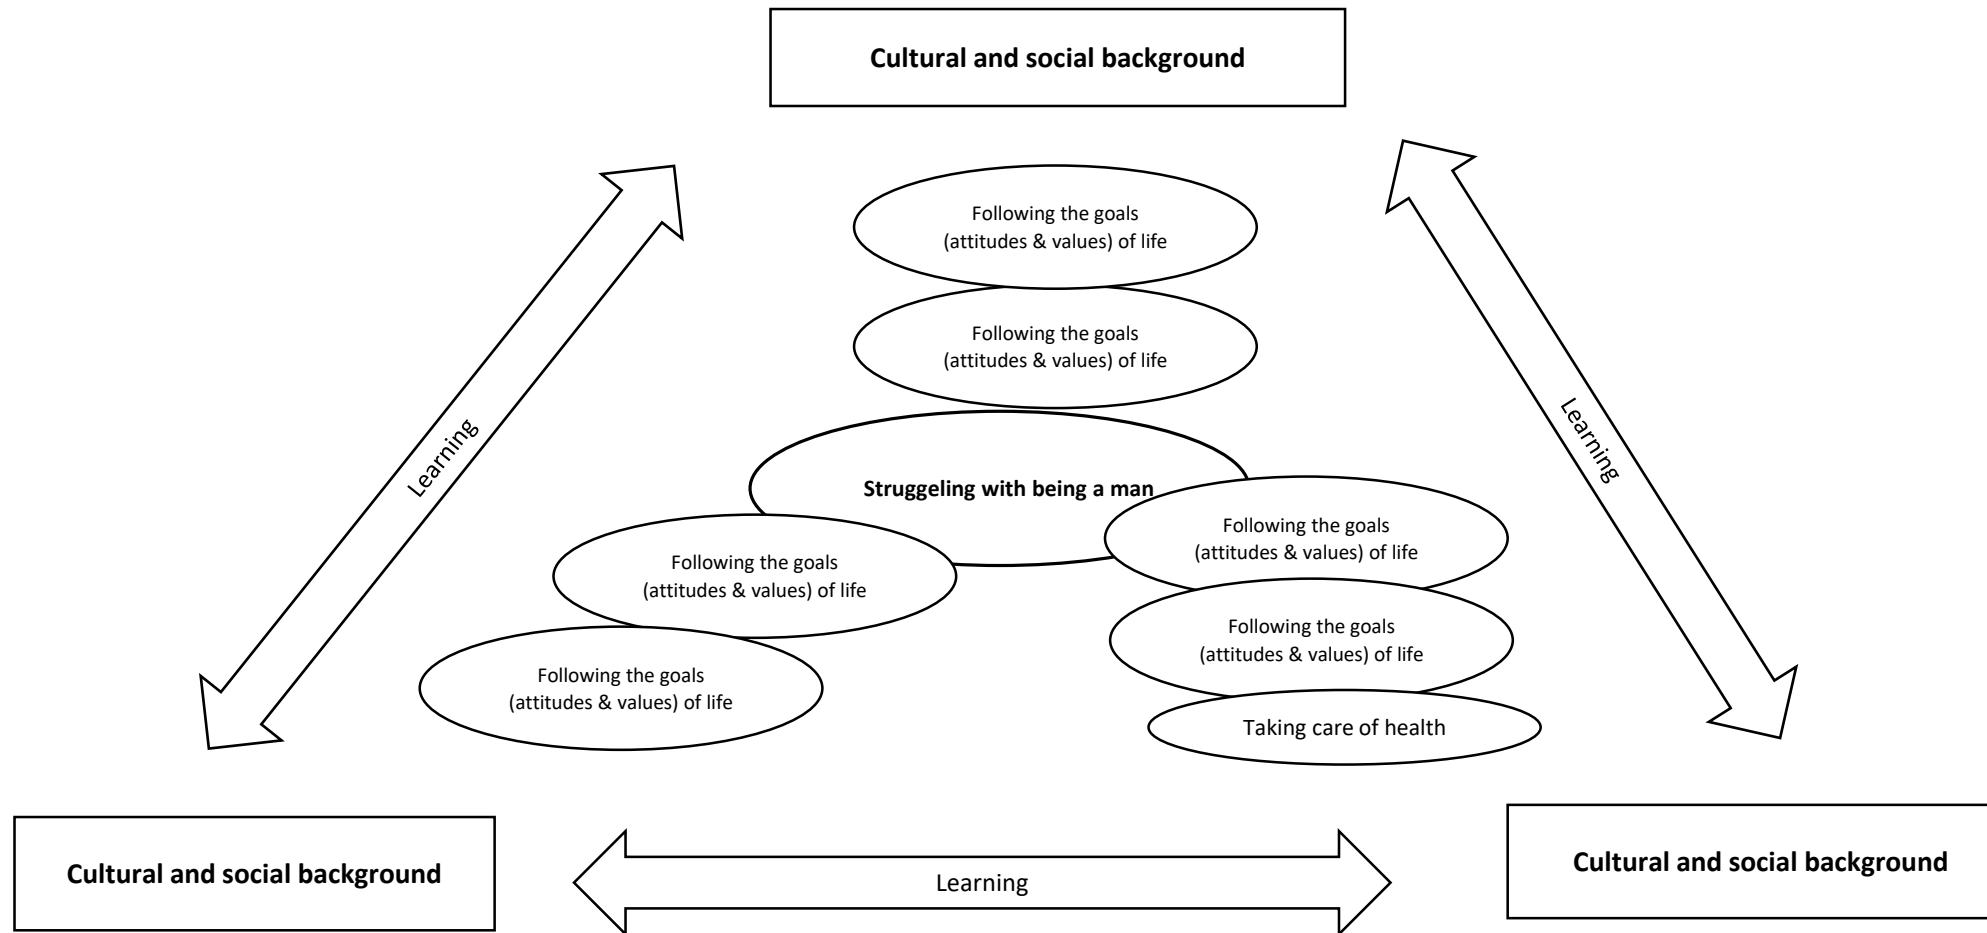 Cultural and social background
Following the goals
(attitudes & values) of life
Following the goals
(attitudes & values) of life
Learning
Learning
Struggeling with being a man
Following the goals
(attitudes & values) of life
Following the goals
(attitudes & values) of life
Following the goals
(attitudes & values) of life
Following the goals
(attitudes & values) of life
Taking care of health
Cultural and social background
Learning
Cultural and social background